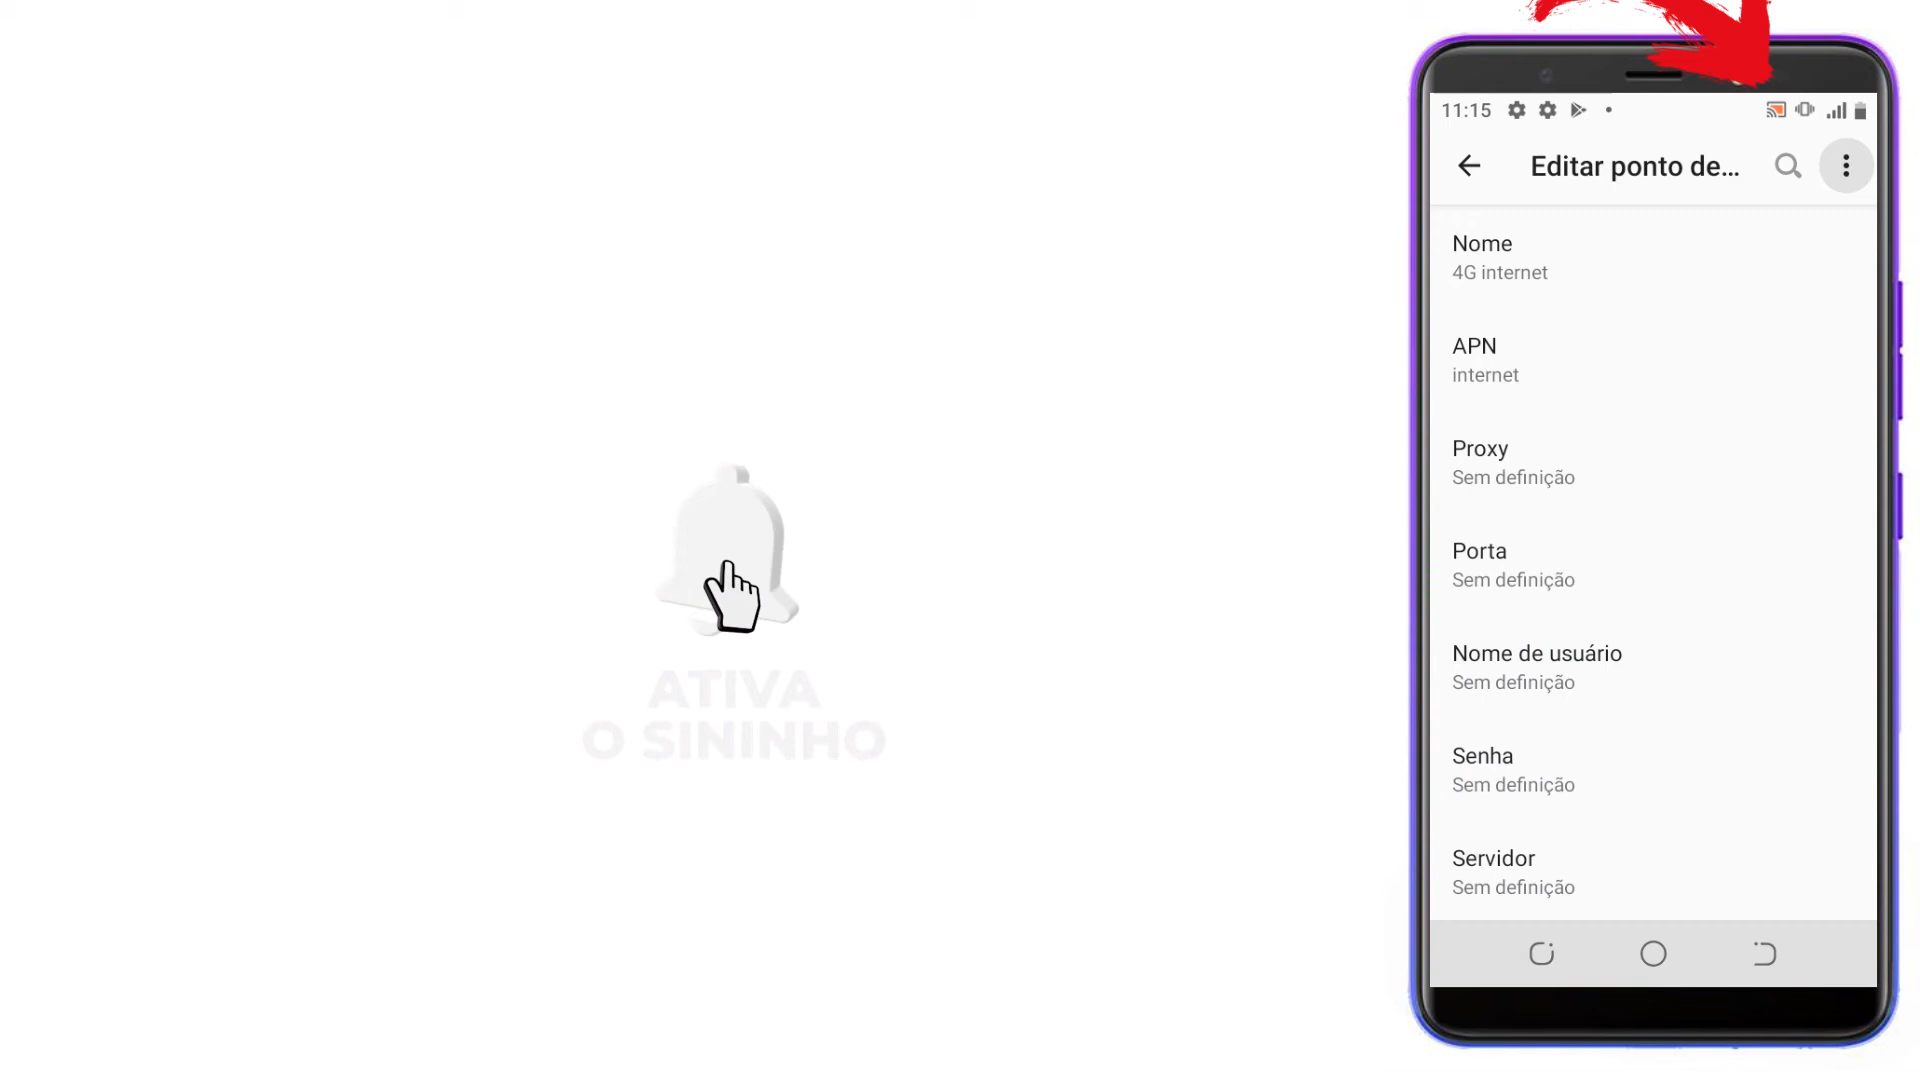 11:15
Editar ponto de...
Nome
4G internet
APN
internet
Proxy
Sem definição
Porta
Sem definição
Nome de usuário
Sem definição
Senha
Sem definição
Servidor
Sem definição
ATIVA
O SININHO